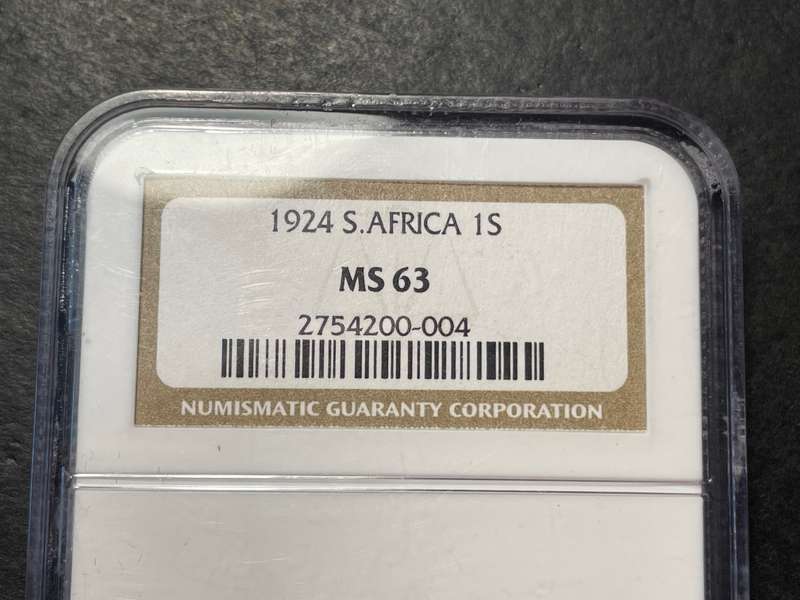 1924 S.AFRICA 1S
MS 63
2754200-004
NUMISMATIC GUARANTY CORPORATION